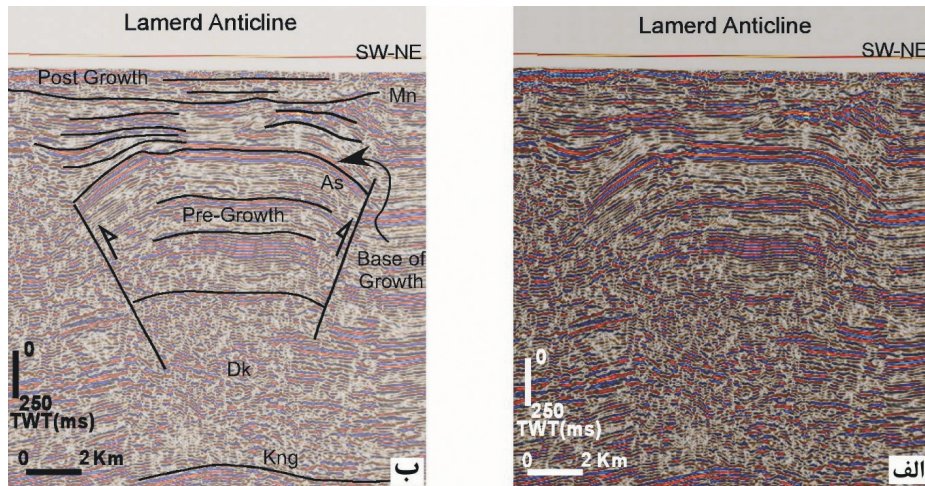 Lamerd Anticline
SW-NE
Post Growth
Mn
As
Pre-Growth
Base of
Growth
0
250
TWT(ms)
Dk
0 2 Km
Kng
ب
Lamerd Anticline
SW-NE
0
250
TWT(ms)
0 2 Km
الف